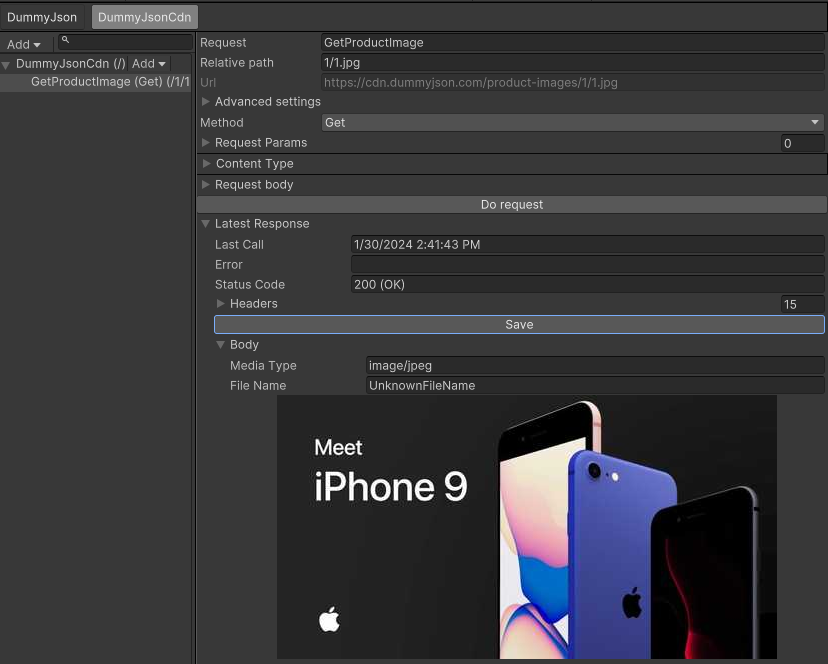 DummyJson DummyJsonCdn
Add
DummyJsonCdn (/) Add
GetProductImage (Get) (/1/1
Request GetProductImage
Relative path 1/1.jpg
Url https://cdn.dummyjson.com/product-images/1/1.jpg
Advanced settings
Method Get
Request Params 0
Content Type
Request body
Do request
Latest Response
Last Call 1/30/2024 2:41:43 PM
Error
Status Code 200 (OK)
Headers 15
Save
Body
Media Type image/jpeg
File Name UnknownFileName
Meet
iPhone 9